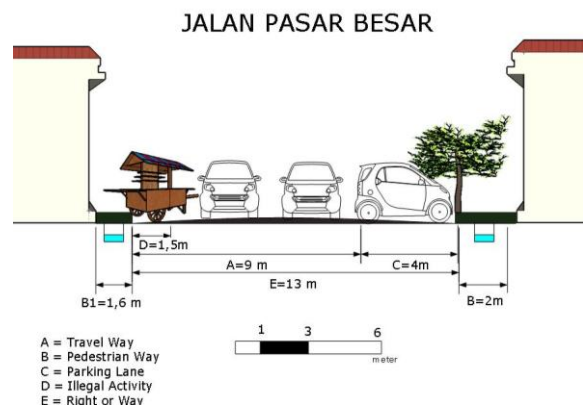 JALAN PASAR BESAR
D=1,5m
A=9 m
C=4m
E=13 m
B1=1,6 m
B=2m
1 3 6
meter
A = Travel Way
B = Pedestrian Way
C = Parking Lane
D = Illegal Activity
E = Right or Way